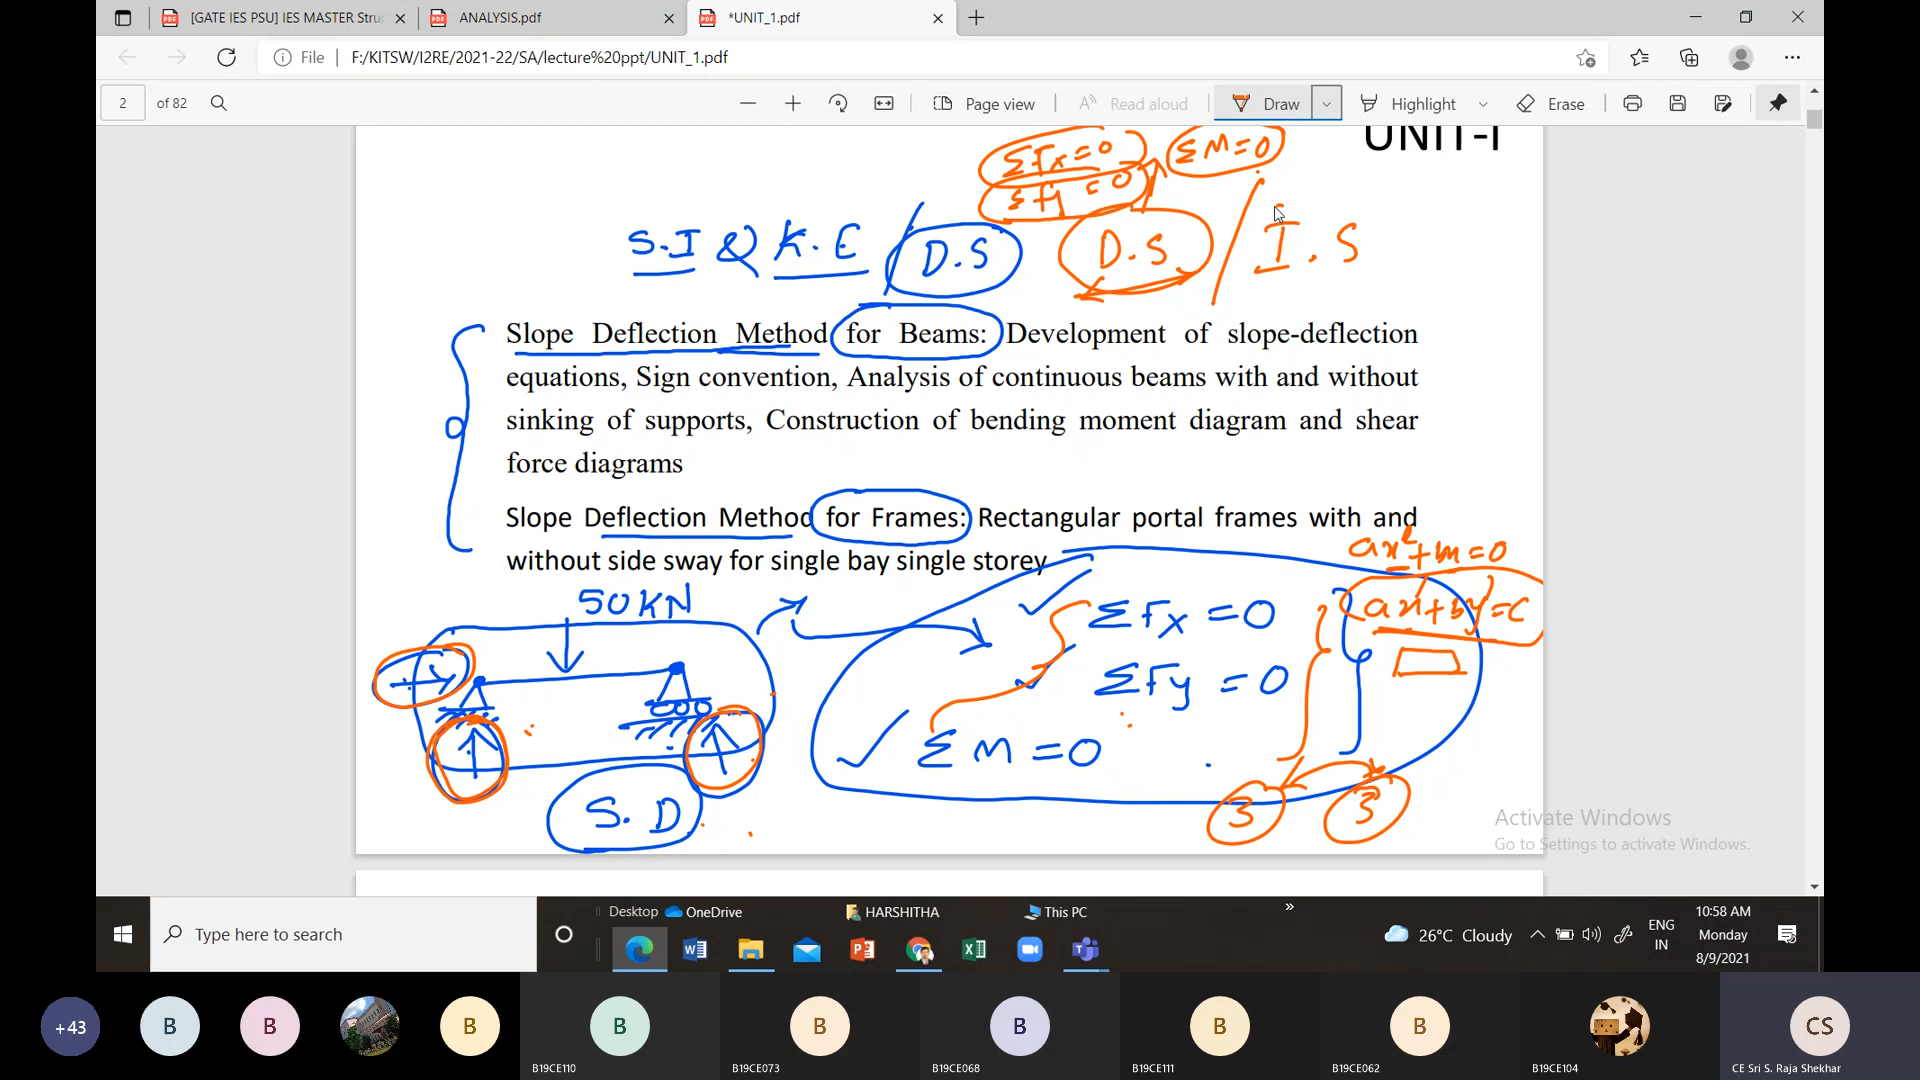 [GATE IES PSU] IES MASTER Stru
ANALYSIS.pdf
*UNIT_1.pdf
File
F:/KITSW/I2RE/2021-22/SA/lecture%20ppt/UNIT_1.pdf
2 of 82
Page view
Read aloud
Draw
Highlight
Erase
UNIT-I
ΣFx=0
ΣM=0
Σfy=0
S.I & K.E / D.S
D.S / I.S
Slope Deflection Method for Beams: Development of slope-deflection
equations, Sign convention, Analysis of continuous beams with and without
sinking of supports, Construction of bending moment diagram and shear
force diagrams
Slope Deflection Method for Frames: Rectangular portal frames with and
without side sway for single bay single storey
50KN
ΣFx = 0
ax+by=c
ΣFy = 0
ΣM = 0
S.D
3
3
Activate Windows
Go to Settings to activate Windows.
Type here to search
Desktop
OneDrive
HARSHITHA
This PC
»
26°C Cloudy
ENG
IN
10:58 AM
Monday
8/9/2021
+43
B
B
B
B
B
B
B
B
CS
B19CE110
B19CE073
B19CE068
B19CE111
B19CE062
B19CE104
CE Sri S. Raja Shekhar